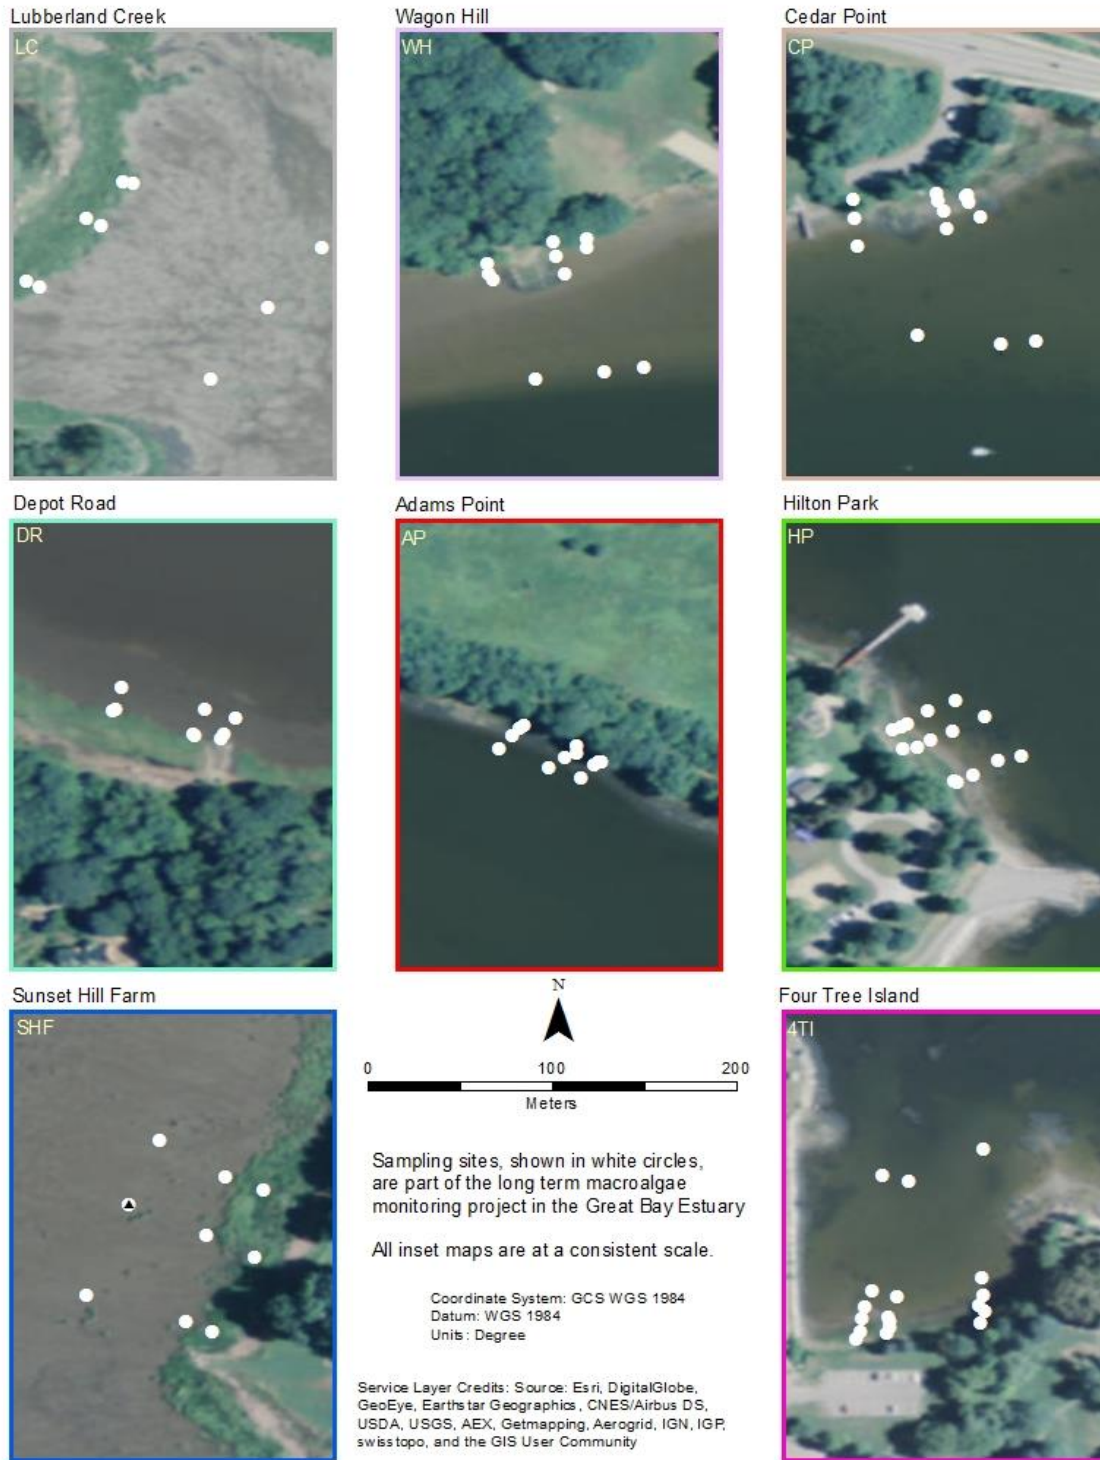 Lubberland Creek
Wagon Hill
Cedar Point
LC
WH
CP
Depot Road
Adams Point
Hilton Park
DR
AP
HP
Sunset Hill Farm
Four Tree Island
SHF
4TI
N
0 100 200
Meters
Sampling sites, shown in white circles,
are part of the long term macroalgae
monitoring project in the Great Bay Estuary
All inset maps are at a consistent scale.
Coordinate System: GCS WGS 1984
Datum: WGS 1984
Units: Degree
Service Layer Credits: Source: Esri, DigitalGlobe,
GeoEye, Earthstar Geographics, CNES/Airbus DS,
USDA, USGS, AEX, Getmapping, Aerogrid, IGN, IGP,
swisstopo, and the GIS User Community